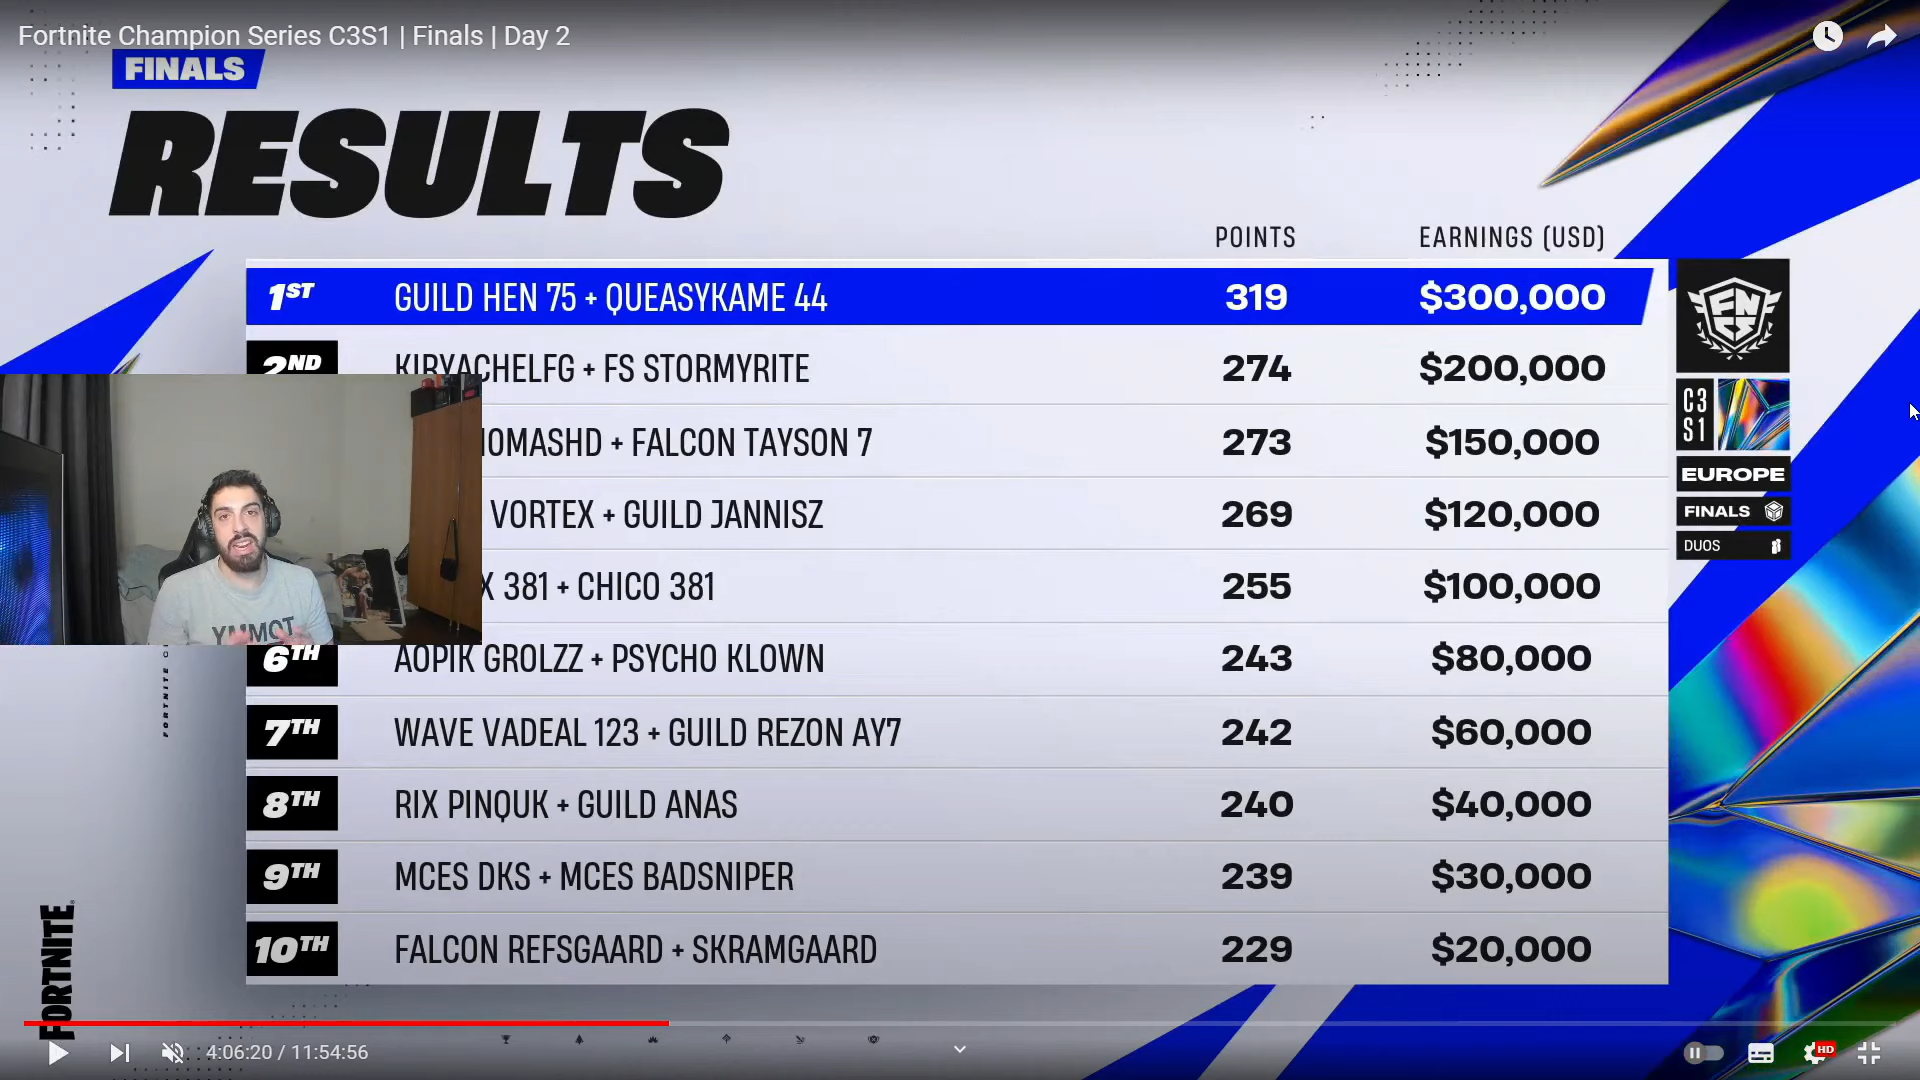 Fortnite Champion Series C3S1 | Finals | Day 2
FINALS
RESULTS
POINTS EARNINGS (USD)
1ST GUILD HEN 75 + QUEASYKAME 44 319 $300,000
2ND KIRYACHELFG + FS STORMYRITE 274 $200,000
+ FALCON TAYSON 7 273 $150,000
VORTEX + GUILD JANNISZ 269 $120,000
381 + CHICO 381 255 $100,000
6TH AOPIK GROLZZ + PSYCHO KLOWN 243 $80,000
7TH WAVE VADEAL 123 + GUILD REZON AY7 242 $60,000
8TH RIX PINQUK + GUILD ANAS 240 $40,000
9TH MCES DKS + MCES BADSNIPER 239 $30,000
10TH FALCON REFSGAARD + SKRAMGAARD 229 $20,000
FNCS
C3
S1
EUROPE
FINALS
DUOS
YMMOT
FORTNITE
FORTNITE
4:06:20 / 11:54:56
HD